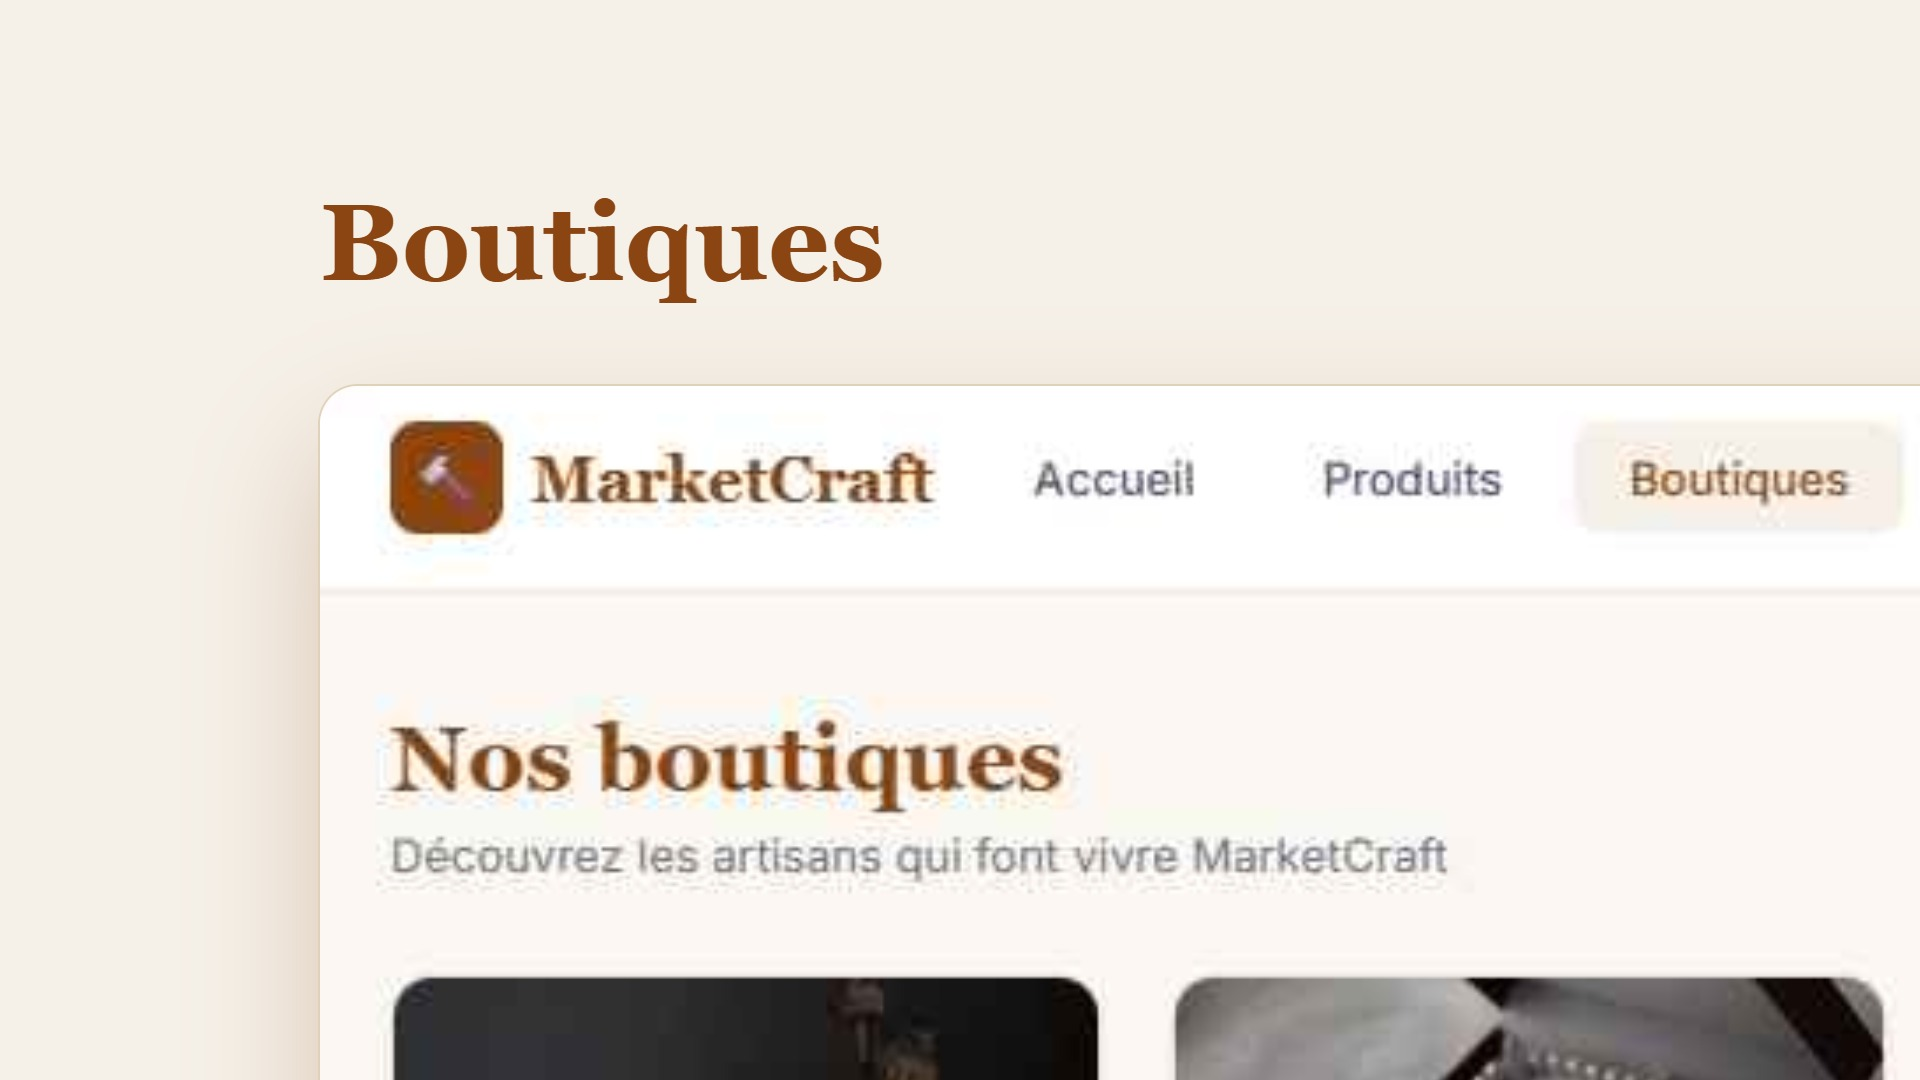 Boutiques
MarketCraft Accueil Produits Boutiques
Nos boutiques
Découvrez les artisans qui font vivre MarketCraft